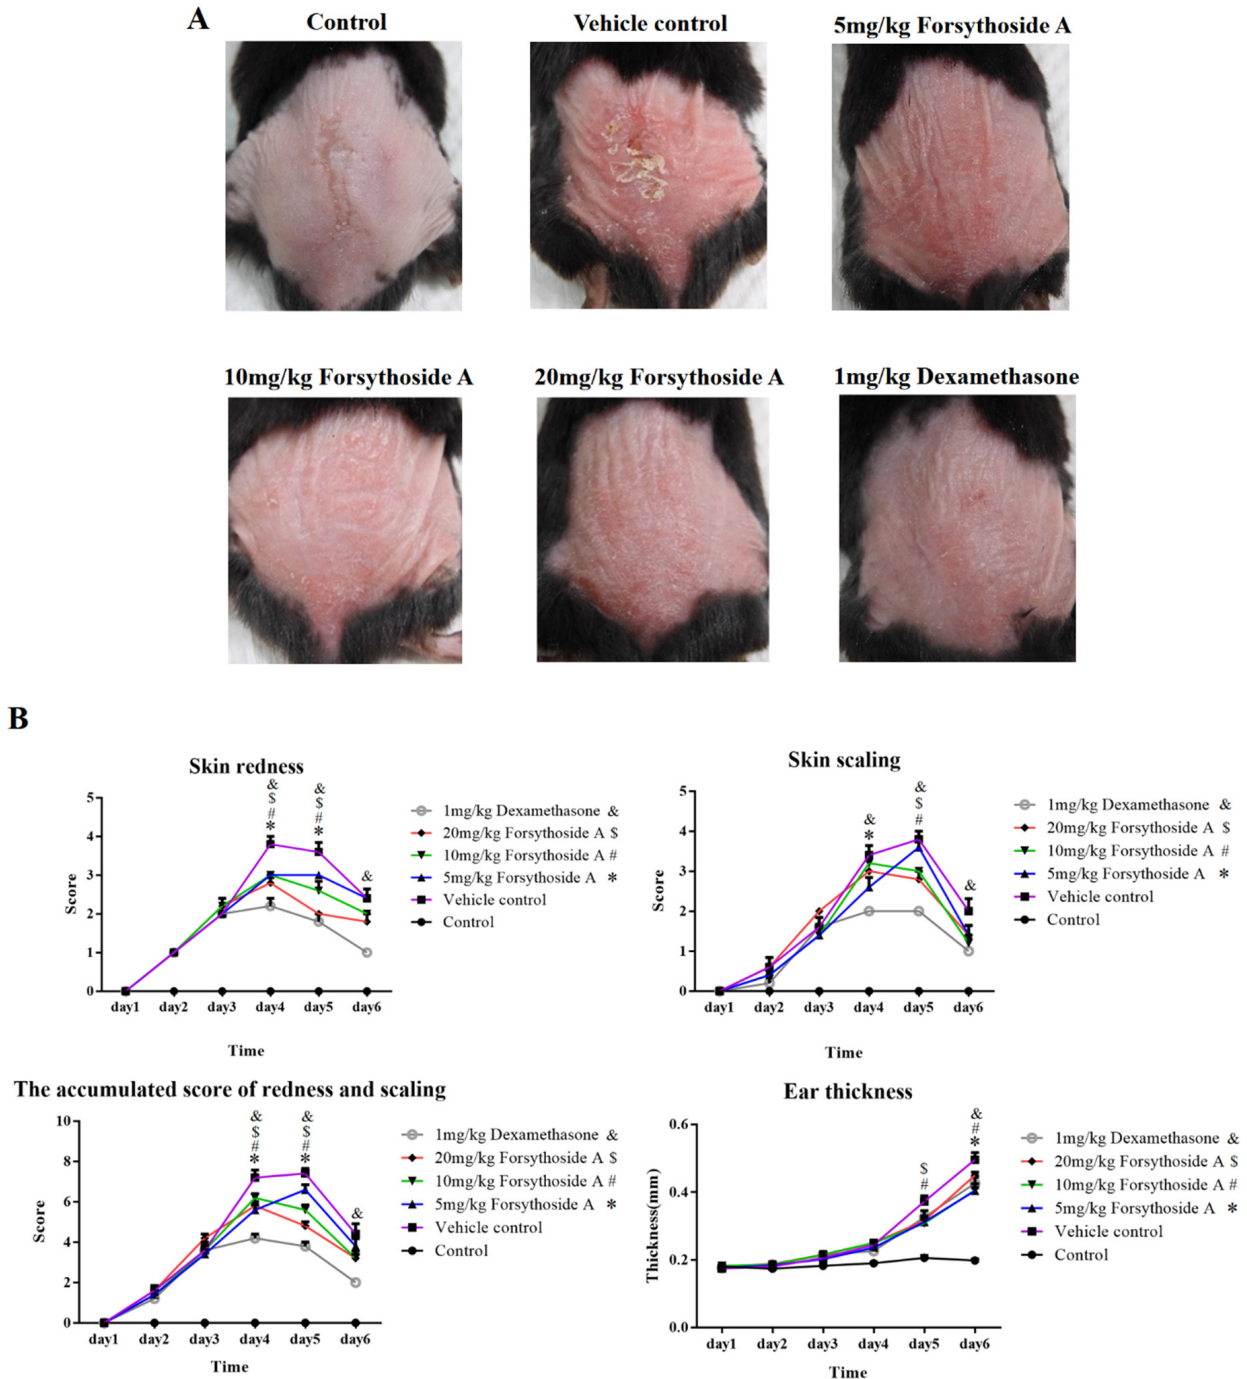 A
Control
Vehicle control
5mg/kg Forsythoside A
10mg/kg Forsythoside A
20mg/kg Forsythoside A
1mg/kg Dexamethasone
B
Skin redness
&
$
#
*
&
$
#
*
&
5
4
3
2
1
0
Score
day1 day2 day3 day4 day5 day6
Time
1mg/kg Dexamethasone &
20mg/kg Forsythoside A $
10mg/kg Forsythoside A #
5mg/kg Forsythoside A *
Vehicle control
Control
Skin scaling
&
*
&
$
#
&
5
4
3
2
1
0
Score
day1 day2 day3 day4 day5 day6
Time
1mg/kg Dexamethasone &
20mg/kg Forsythoside A $
10mg/kg Forsythoside A #
5mg/kg Forsythoside A *
Vehicle control
Control
The accumulated score of redness and scaling
&
$
#
*
&
$
#
*
&
10
8
6
4
2
0
Score
day1 day2 day3 day4 day5 day6
Time
1mg/kg Dexamethasone &
20mg/kg Forsythoside A $
10mg/kg Forsythoside A #
5mg/kg Forsythoside A *
Vehicle control
Control
Ear thickness
$
#
&
#
*
0.6
0.4
0.2
0.0
Thickness(mm)
day1 day2 day3 day4 day5 day6
Time
1mg/kg Dexamethasone &
20mg/kg Forsythoside A $
10mg/kg Forsythoside A #
5mg/kg Forsythoside A *
Vehicle control
Control